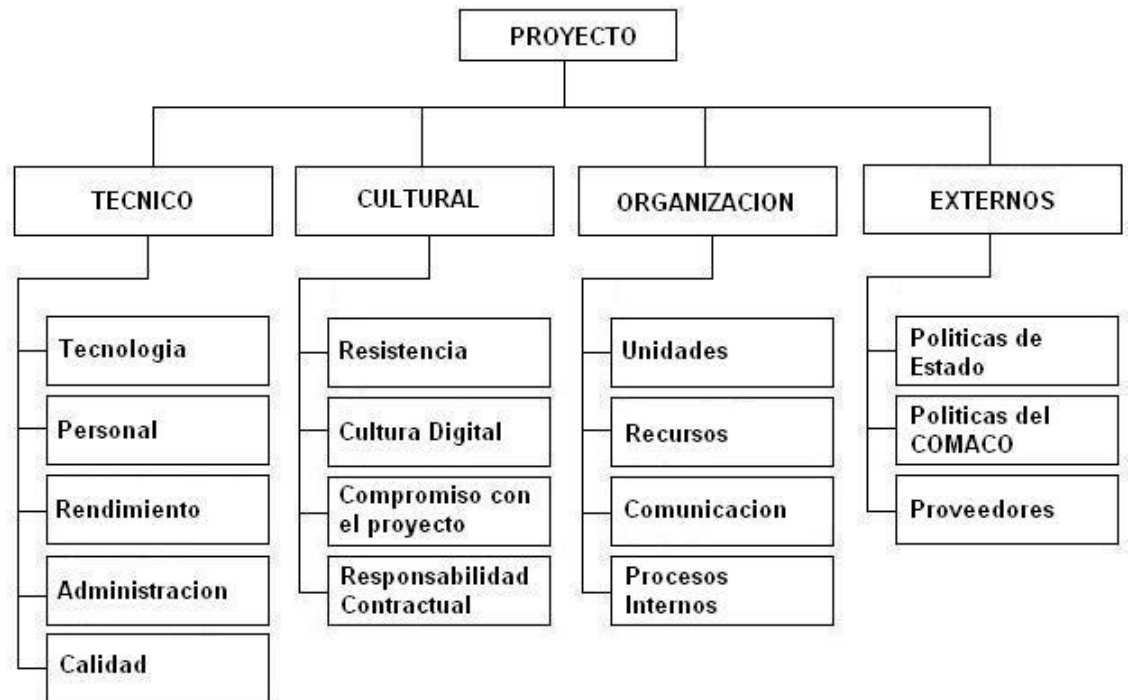 PROYECTO
TECNICO
CULTURAL
ORGANIZACION
EXTERNOS
Tecnologia
Personal
Rendimiento
Administracion
Calidad
Resistencia
Cultura Digital
Compromiso con
el proyecto
Responsabilidad
Contractual
Unidades
Recursos
Comunicacion
Procesos
Internos
Politicas de
Estado
Politicas del
COMACO
Proveedores